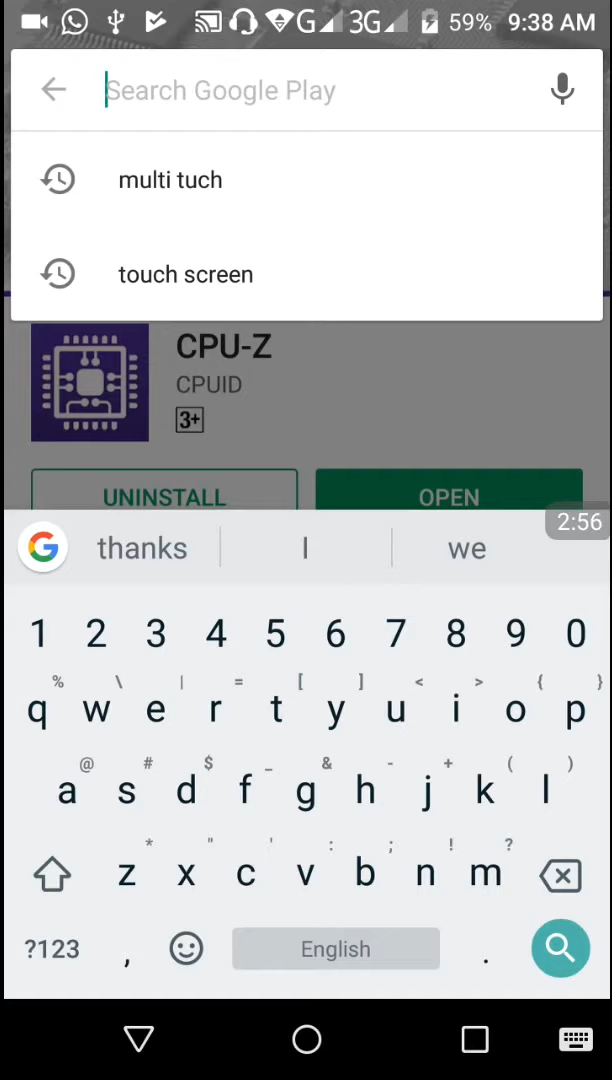 G 3G 59% 9:38 AM
Search Google Play
multi tuch
touch screen
CPU-Z
CPUID
3+
UNINSTALL OPEN
2:56
G thanks I we
1 2 3 4 5 6 7 8 9 0
% \ | = [ ] < > { }
q w e r t y u i o p
@ # $ _ & - + ( )
a s d f g h j k l
* " ' : ; ! ?
z x c v b n m
?123 , English .